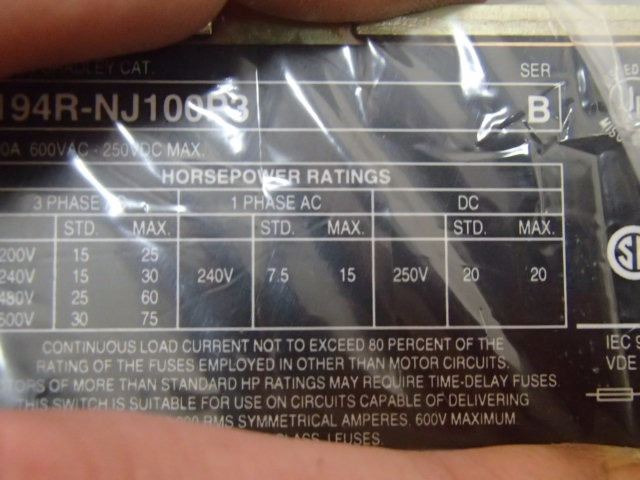 CAT.
SER
194R-NJ100P3 B
600VAC - 250VDC MAX.
HORSEPOWER RATINGS
3 PHASE 1 PHASE AC DC
STD. MAX. STD. MAX. STD. MAX.
200V 15 25
240V 15 30 240V 7.5 15 250V 20 20
480V 25 60
600V 30 75
CONTINUOUS LOAD CURRENT NOT TO EXCEED 80 PERCENT OF THE
RATING OF THE FUSES EMPLOYED IN OTHER THAN MOTOR CIRCUITS.
OF MORE THAN STANDARD HP RATINGS MAY REQUIRE TIME-DELAY FUSES.
THIS SWITCH IS SUITABLE FOR USE ON CIRCUITS CAPABLE OF DELIVERING
RMS SYMMETRICAL AMPERES, 600V MAXIMUM
FUSES.
IEC
VDE